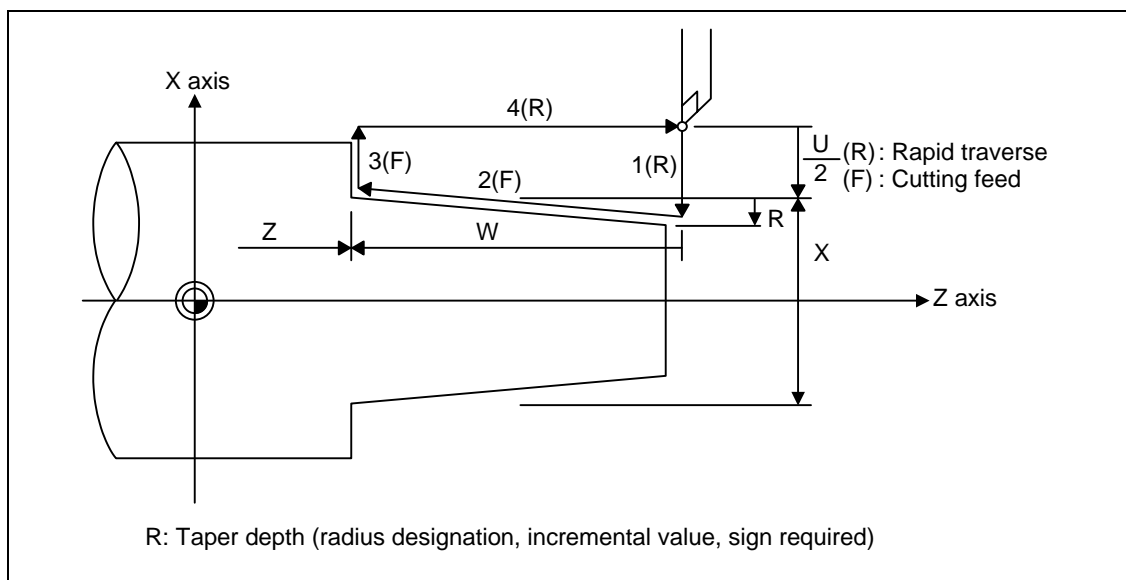 X axis
4(R)
3(F)
2(F)
1(R)
U
2
(R) : Rapid traverse
(F) : Cutting feed
R
Z
W
X
Z axis
R: Taper depth (radius designation, incremental value, sign required)